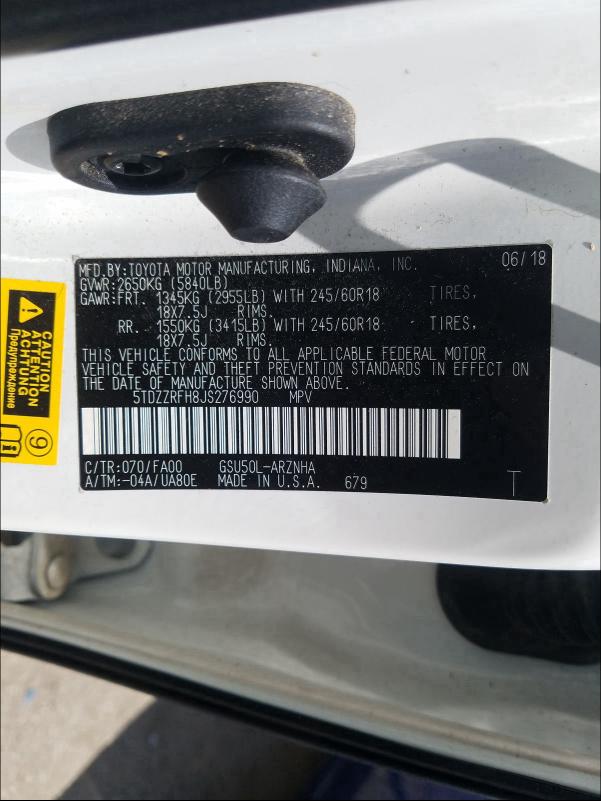 MFD.BY:TOYOTA MOTOR MANUFACTURING, INDIANA, INC. 06/18
GVWR:2650KG (5840LB)
GAWR:FRT. 1345KG (2955LB) WITH 245/60R18 TIRES,
18X7.5J RIMS.
RR. 1550KG (3415LB) WITH 245/60R18 TIRES,
18X7.5J RIMS.
THIS VEHICLE CONFORMS TO ALL APPLICABLE FEDERAL MOTOR
VEHICLE SAFETY AND THEFT PREVENTION STANDARDS IN EFFECT ON
THE DATE OF MANUFACTURE SHOWN ABOVE.
5TDZZRFH8JS276990 MPV
C/TR:070/FA00 GSU50L-ARZNHA
A/TM:-04A/UA80E MADE IN U.S.A. 679 T
CAUTION
ATTENTION
ACHTUNG
Предупреждение
9